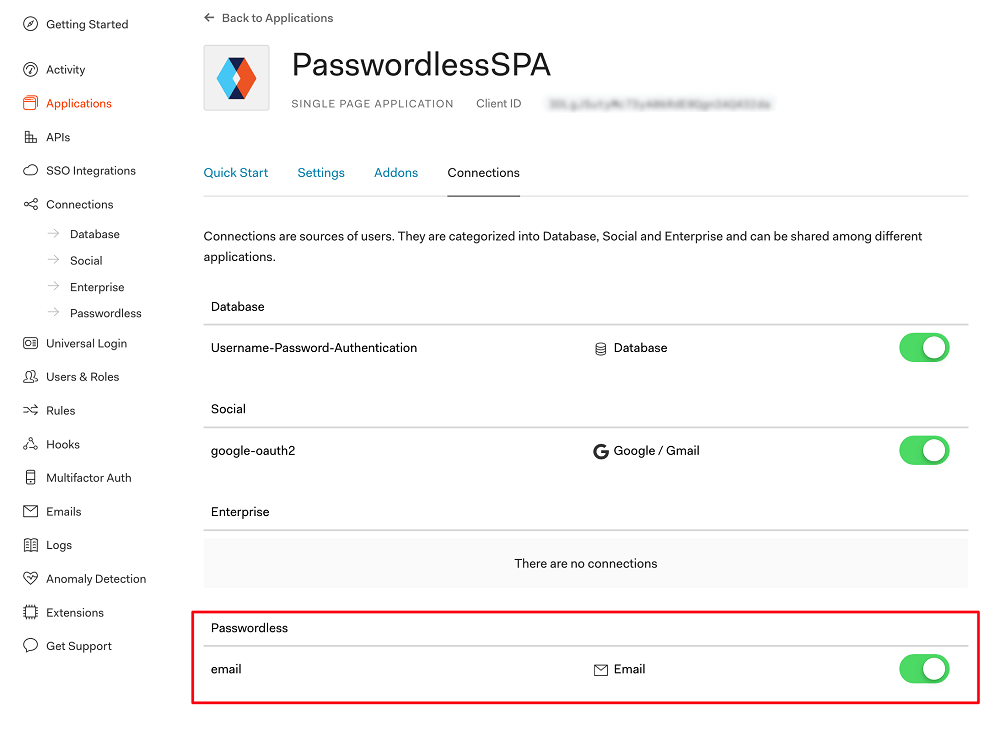 Getting Started
Activity
Applications
APIs
SSO Integrations
Connections
Database
Social
Enterprise
Passwordless
Universal Login
Users & Roles
Rules
Hooks
Multifactor Auth
Emails
Logs
Anomaly Detection
Extensions
Get Support
Back to Applications
PasswordlessSPA
SINGLE PAGE APPLICATION Client ID
Quick Start Settings Addons Connections
Connections are sources of users. They are categorized into Database, Social and Enterprise and can be shared among different
applications.
Database
Username-Password-Authentication Database
Social
google-oauth2 Google / Gmail
Enterprise
There are no connections
Passwordless
email Email